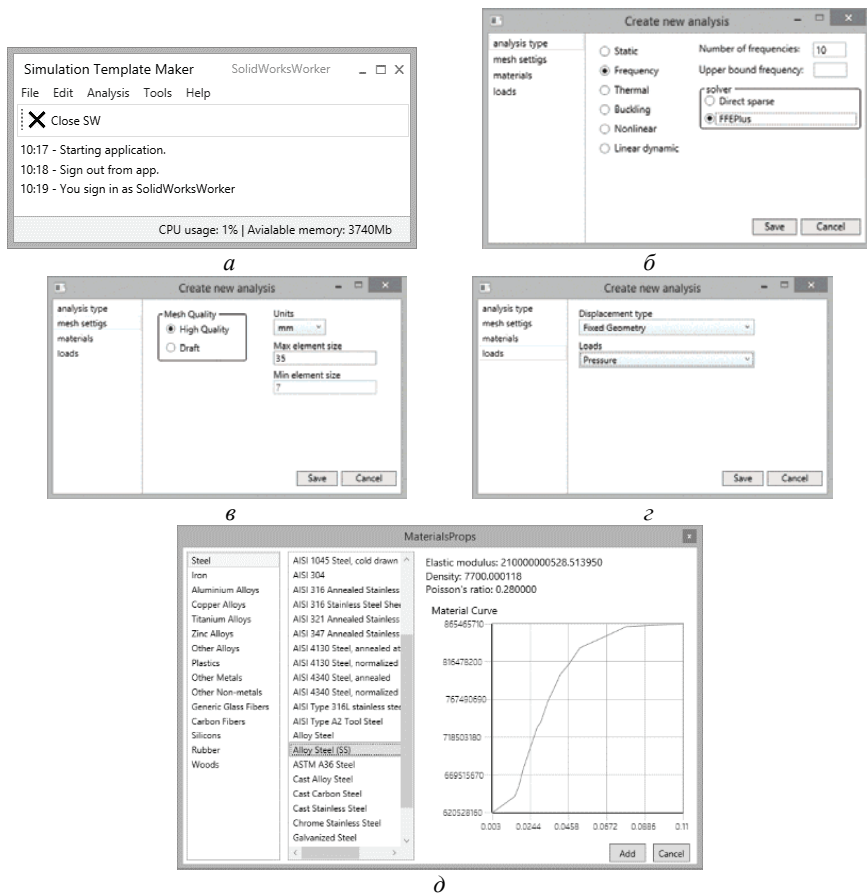 Simulation Template Maker SolidWorksWorker
File Edit Analysis Tools Help
Close SW
10:17 - Starting application.
10:18 - Sign out from app.
10:19 - You sign in as SolidWorksWorker
CPU usage: 1% | Avialable memory: 3740Mb
а
Create new analysis
analysis type
mesh settigs
materials
loads
Static
Frequency
Thermal
Buckling
Nonlinear
Linear dynamic
Number of frequencies: 10
Upper bound frequency:
solver
Direct sparse
FFEPlus
Save Cancel
б
Create new analysis
analysis type
mesh settigs
materials
loads
Mesh Quality
High Quality
Draft
Units
mm
Max element size
35
Min element size
7
Save Cancel
в
Create new analysis
analysis type
mesh settigs
materials
loads
Displacement type
Fixed Geometry
Loads
Pressure
Save Cancel
г
MaterialsProps
Steel
Iron
Aluminium Alloys
Copper Alloys
Titanium Alloys
Zinc Alloys
Other Alloys
Plastics
Other Metals
Other Non-metals
Generic Glass Fibers
Carbon Fibers
Silicons
Rubber
Woods
AISI 1045 Steel, cold drawn
AISI 304
AISI 316 Annealed Stainless
AISI 316 Stainless Steel Shee
AISI 321 Annealed Stainless
AISI 347 Annealed Stainless
AISI 4130 Steel, annealed at
AISI 4130 Steel, normalized
AISI 4340 Steel, annealed
AISI 4340 Steel, normalized
AISI Type 316L stainless stee
AISI Type A2 Tool Steel
Alloy Steel
Alloy Steel (SS)
ASTM A36 Steel
Cast Alloy Steel
Cast Carbon Steel
Cast Stainless Steel
Chrome Stainless Steel
Galvanized Steel
Elastic modulus: 210000000528.513950
Density: 7700.000118
Poisson's ratio: 0.280000
Material Curve
865465710
816478200
767490690
718503180
669515670
620528160
0.003 0.0244 0.0458 0.0672 0.0886 0.11
Add Cancel
д